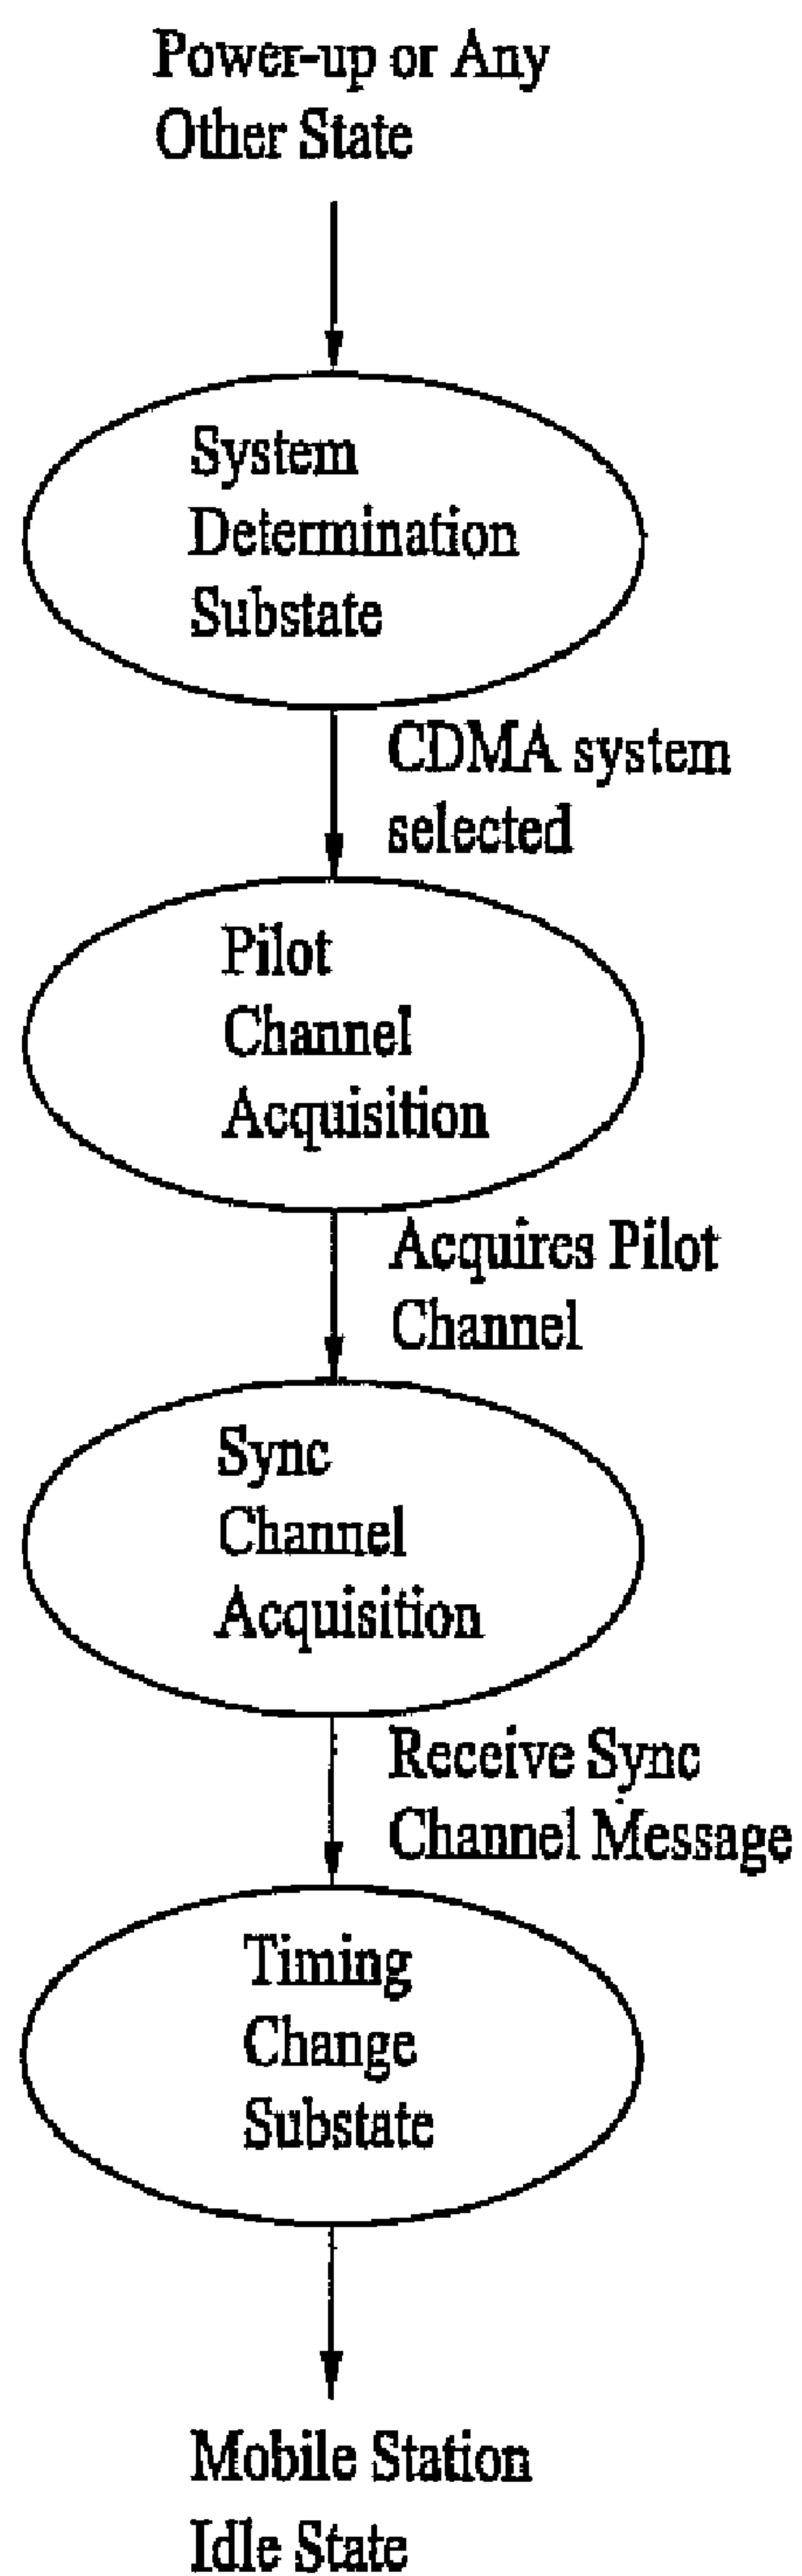 Power-up or Any
Other State
System
Determination
Substate
CDMA system
selected
Pilot
Channel
Acquisition
Acquires Pilot
Channel
Sync
Channel
Acquisition
Receive Sync
Channel Message
Timing
Change
Substate
Mobile Station
Idle State